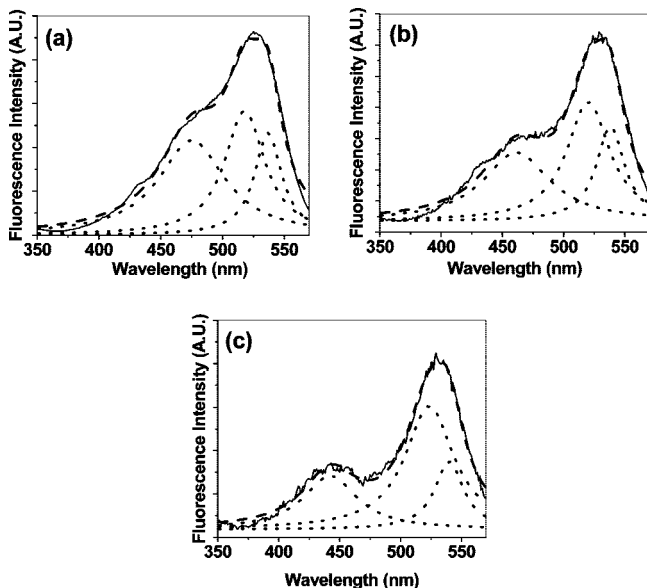 (a)
Fluorescence Intensity (A.U.)
350 400 450 500 550
Wavelength (nm)
(b)
Fluorescence Intensity (A.U.)
350 400 450 500 550
Wavelength (nm)
(c)
Fluorescence Intensity (A.U.)
350 400 450 500 550
Wavelength (nm)